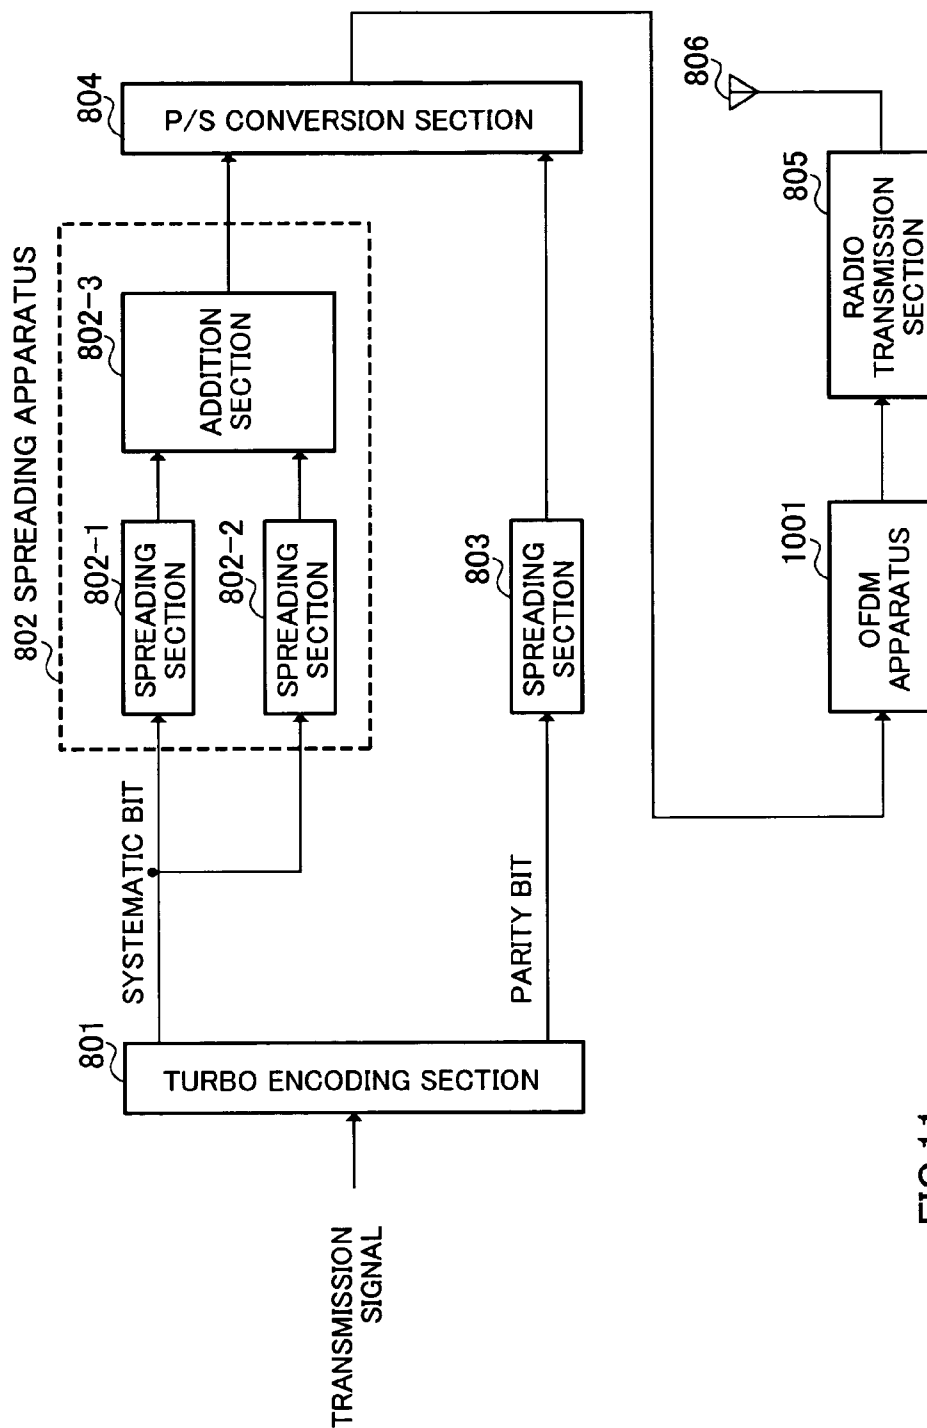 TRANSMISSION
SIGNAL
801
TURBO ENCODING SECTION
SYSTEMATIC BIT
PARITY BIT
802 SPREADING APPARATUS
802-1
SPREADING
SECTION
802-2
SPREADING
SECTION
802-3
ADDITION
SECTION
803
SPREADING
SECTION
804
P/S CONVERSION SECTION
1001
OFDM
APPARATUS
805
RADIO
TRANSMISSION
SECTION
806
FIG.11